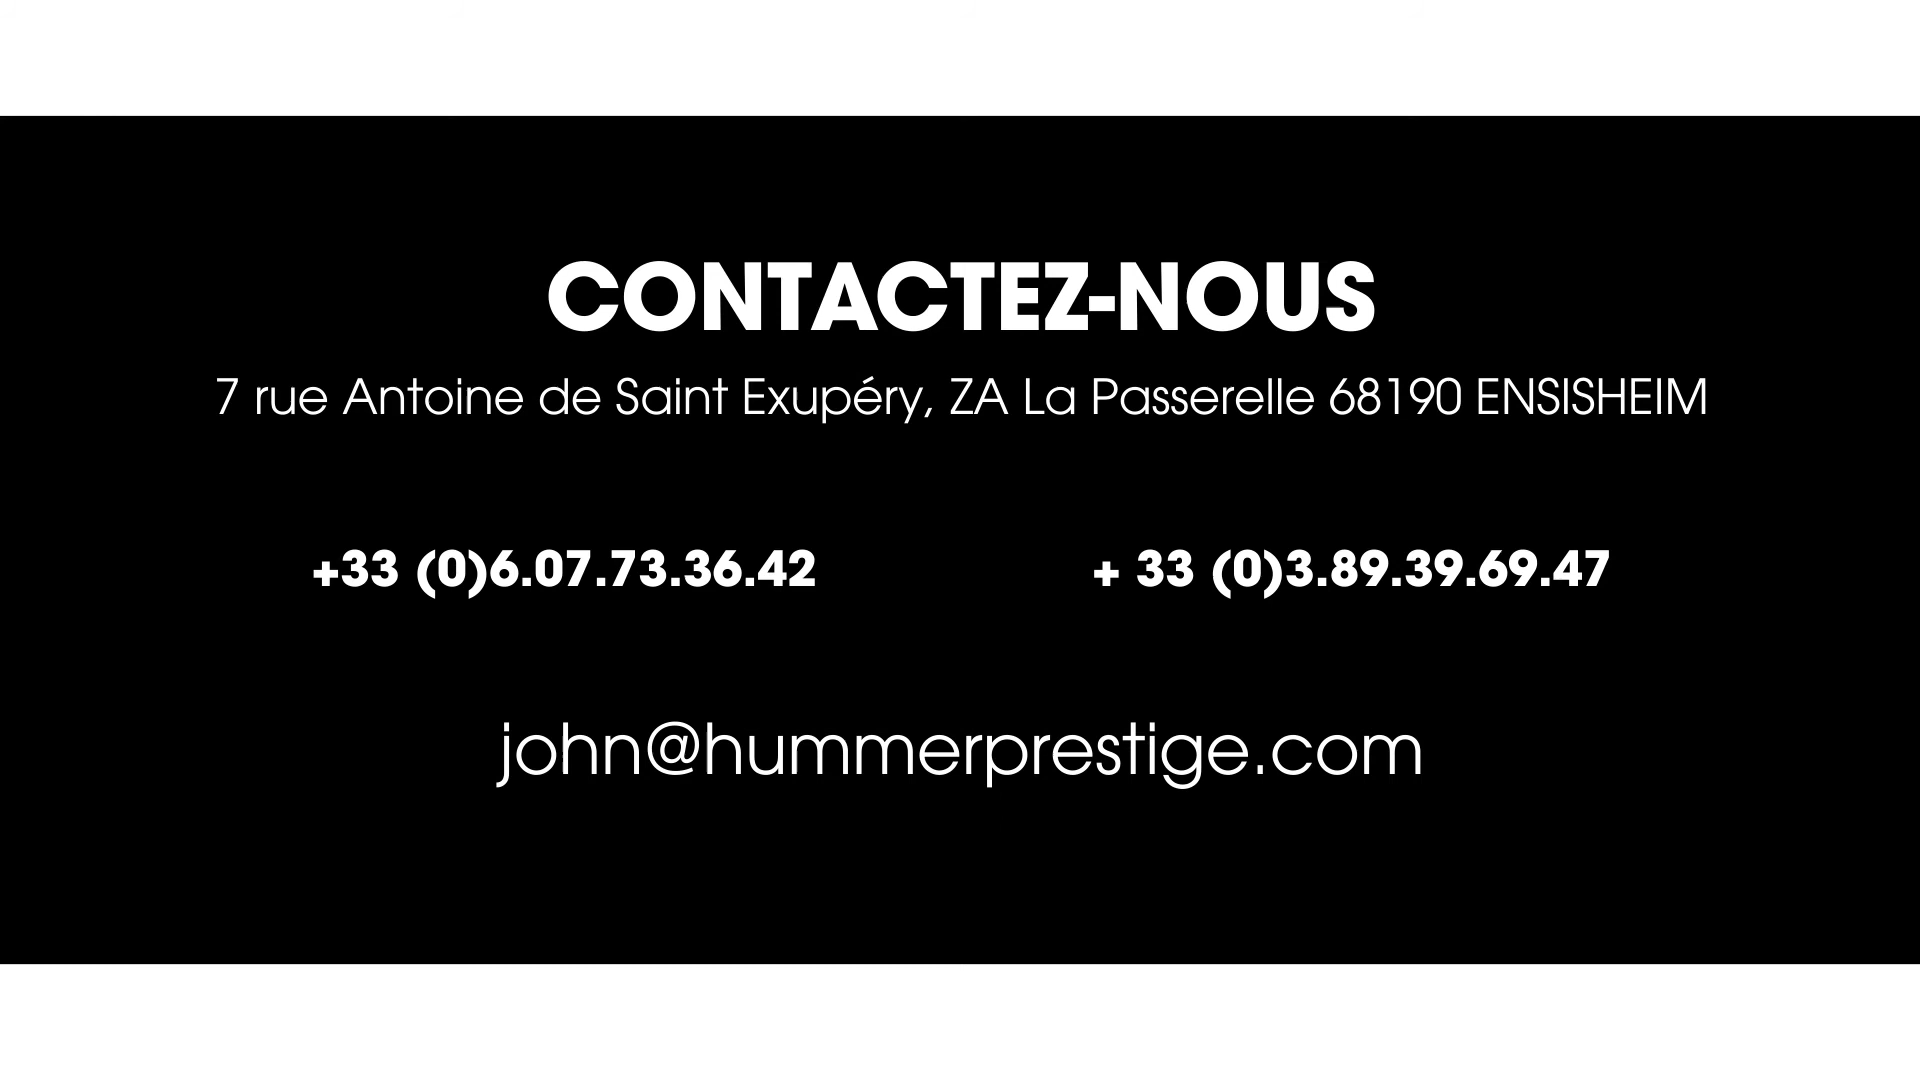 CONTACTEZ-NOUS
7 rue Antoine de Saint Exupéry, ZA La Passerelle 68190 ENSISHEIM
+33 (0)6.07.73.36.42
+ 33 (0)3.89.39.69.47
john@hummerprestige.com